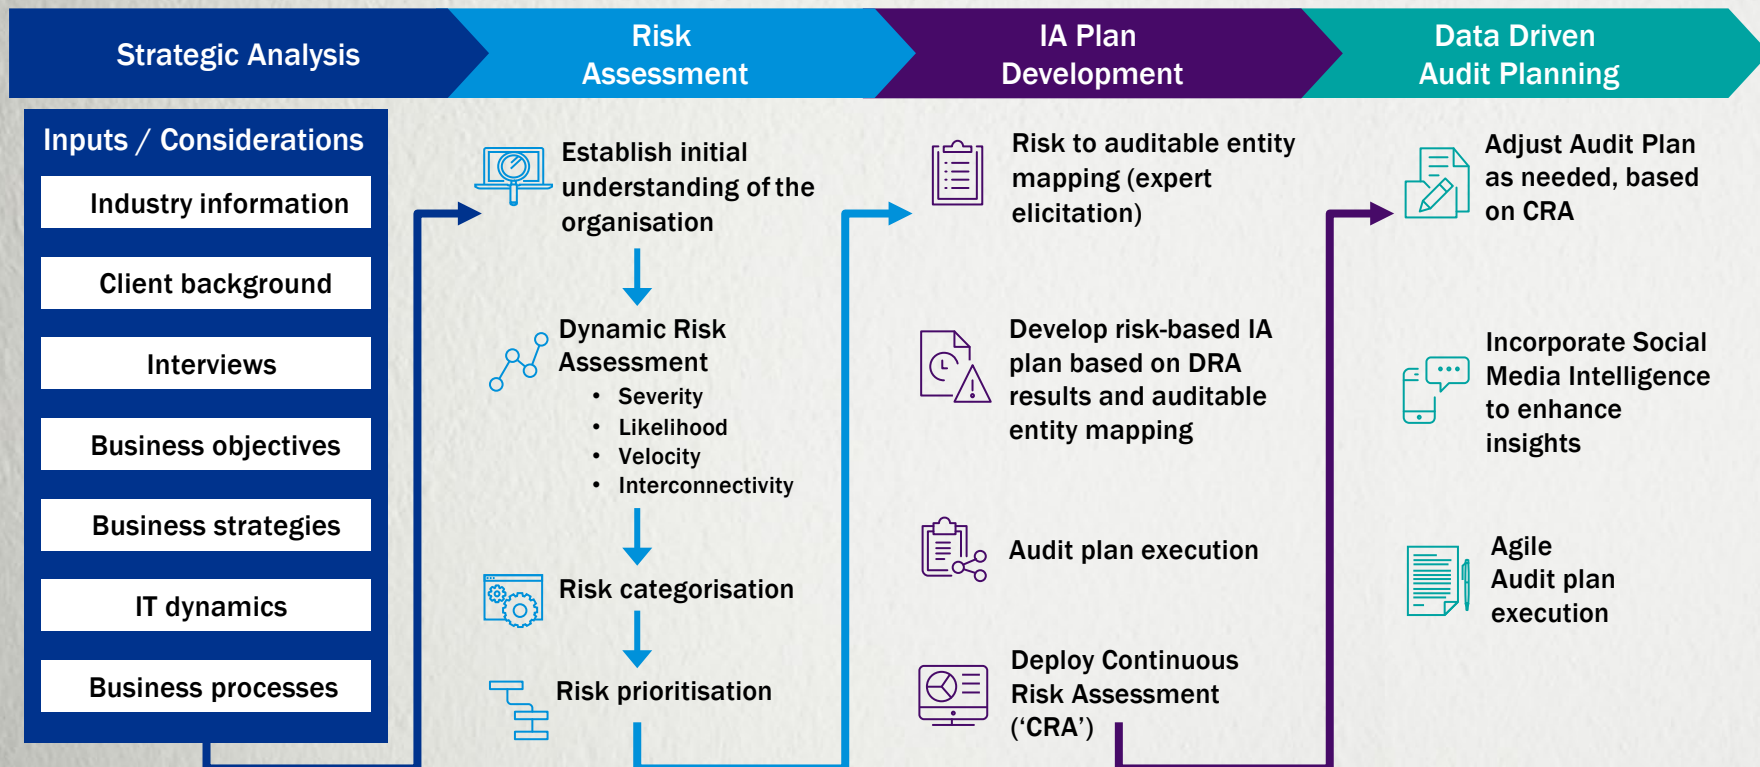 Strategic Analysis
Risk
Assessment
IA Plan
Development
Data Driven
Audit Planning
Inputs / Considerations
Industry information
Client background
Interviews
Business objectives
Business strategies
IT dynamics
Business processes
Establish initial
understanding of the
organisation
Dynamic Risk
Assessment
• Severity
• Likelihood
• Velocity
• Interconnectivity
Risk categorisation
Risk prioritisation
Risk to auditable entity
mapping (expert
elicitation)
Develop risk-based IA
plan based on DRA
results and auditable
entity mapping
Audit plan execution
Deploy Continuous
Risk Assessment
(‘CRA’)
Adjust Audit Plan
as needed, based
on CRA
Incorporate Social
Media Intelligence
to enhance
insights
Agile
Audit plan
execution